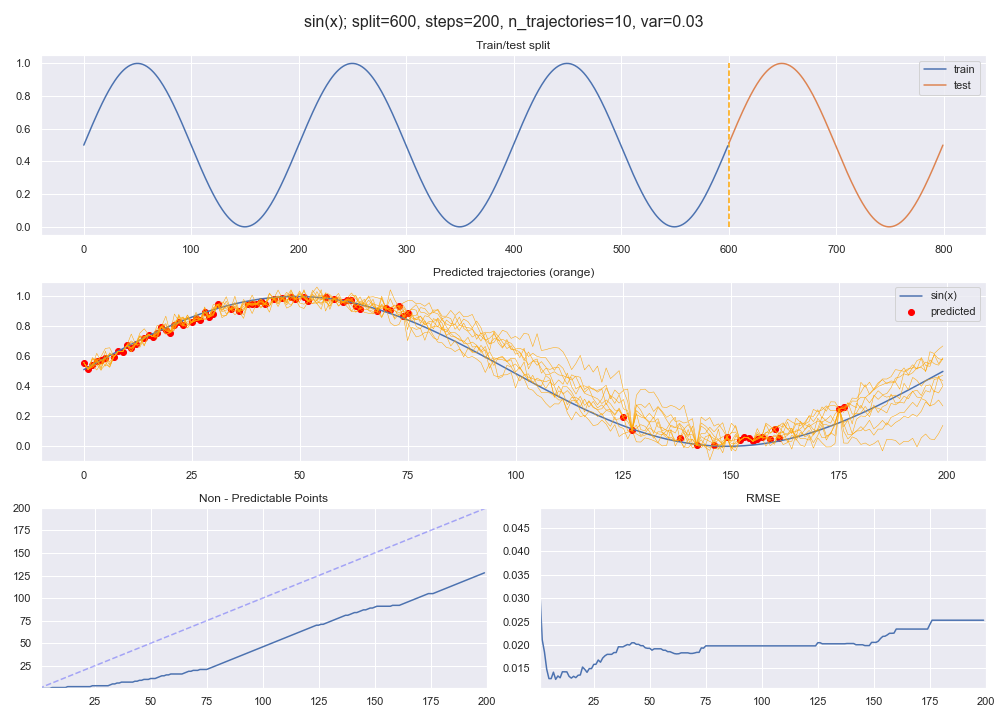 sin(x); split=600, steps=200, n_trajectories=10, var=0.03
Train/test split
1.0
0.8
0.6
0.4
0.2
0.0
train
test
0 100 200 300 400 500 600 700 800
Predicted trajectories (orange)
1.0
0.8
0.6
0.4
0.2
0.0
sin(x)
predicted
0 25 50 75 100 125 150 175 200
Non - Predictable Points
200
175
150
125
100
75
50
25
25 50 75 100 125 150 175 200
RMSE
0.045
0.040
0.035
0.030
0.025
0.020
0.015
25 50 75 100 125 150 175 200